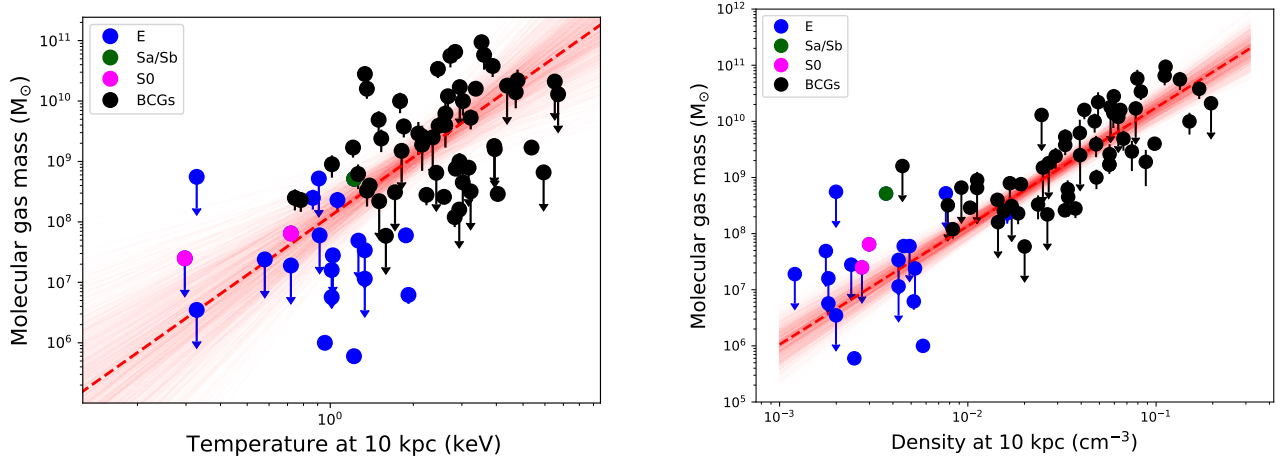 Molecular gas mass (M⊙)
10¹¹
10¹⁰
10⁹
10⁸
10⁷
10⁶
E
Sa/Sb
S0
BCGs
10⁰
Temperature at 10 kpc (keV)
Molecular gas mass (M⊙)
10¹²
10¹¹
10¹⁰
10⁹
10⁸
10⁷
10⁶
10⁵
E
Sa/Sb
S0
BCGs
10⁻³
10⁻²
10⁻¹
Density at 10 kpc (cm⁻³)